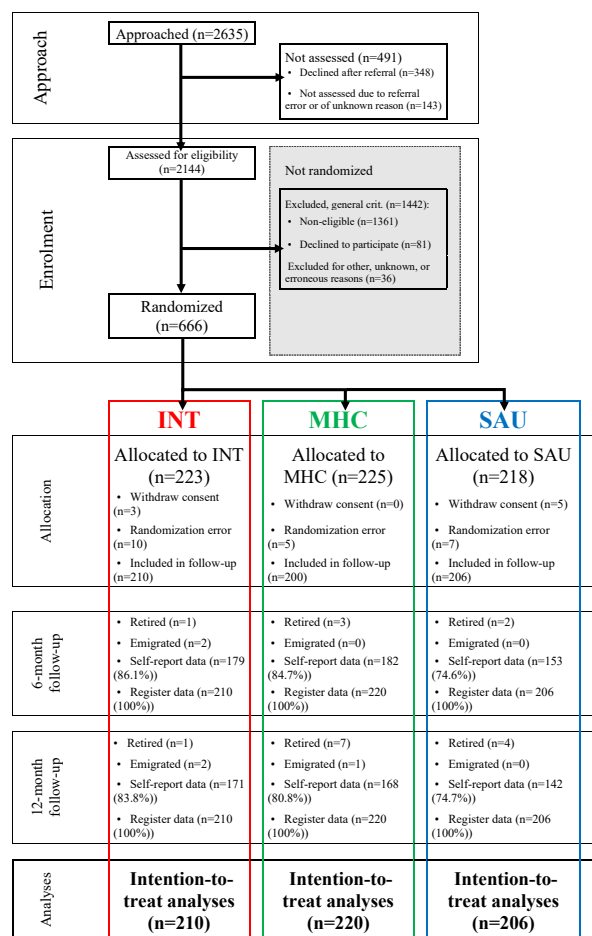 Approach
Approached (n=2635)
Not assessed (n=491)
• Declined after referral (n=348)
• Not assessed due to referral
error or of unknown reason (n=143)
Enrolment
Assessed for eligibility
(n=2144)
Not randomized
Excluded, general crit. (n=1442):
• Non-eligible (n=1361)
• Declined to participate (n=81)
Excluded for other, unknown, or
erroneous reasons (n=36)
Randomized
(n=666)
INT
MHC
SAU
Allocation
Allocated to INT
(n=223)
• Withdraw consent
(n=3)
• Randomization error
(n=10)
• Included in follow-up
(n=210)
Allocated to
MHC (n=225)
• Withdraw consent (n=0)
• Randomization error
(n=5)
• Included in follow-up
(n=200)
Allocated to SAU
(n=218)
• Withdraw consent (n=5)
• Randomization error
(n=7)
• Included in follow-up
(n=206)
6-month
follow-up
• Retired (n=1)
• Emigrated (n=2)
• Self-report data (n=179
(86.1%))
• Register data (n=210
(100%))
• Retired (n=3)
• Emigrated (n=0)
• Self-report data (n=182
(84.7%))
• Register data (n=220
(100%))
• Retired (n=2)
• Emigrated (n=0)
• Self-report data (n=153
(74.6%))
• Register data (n= 206
(100%))
12-month
follow-up
• Retired (n=1)
• Emigrated (n=2)
• Self-report data (n=171
(83.8%))
• Register data (n=210
(100%))
• Retired (n=7)
• Emigrated (n=1)
• Self-report data (n=168
(80.8%))
• Register data (n=220
(100%))
• Retired (n=4)
• Emigrated (n=0)
• Self-report data (n=142
(74.7%))
• Register data (n=206
(100%))
Analyses
Intention-to-
treat analyses
(n=210)
Intention-to-
treat analyses
(n=220)
Intention-to-
treat analyses
(n=206)